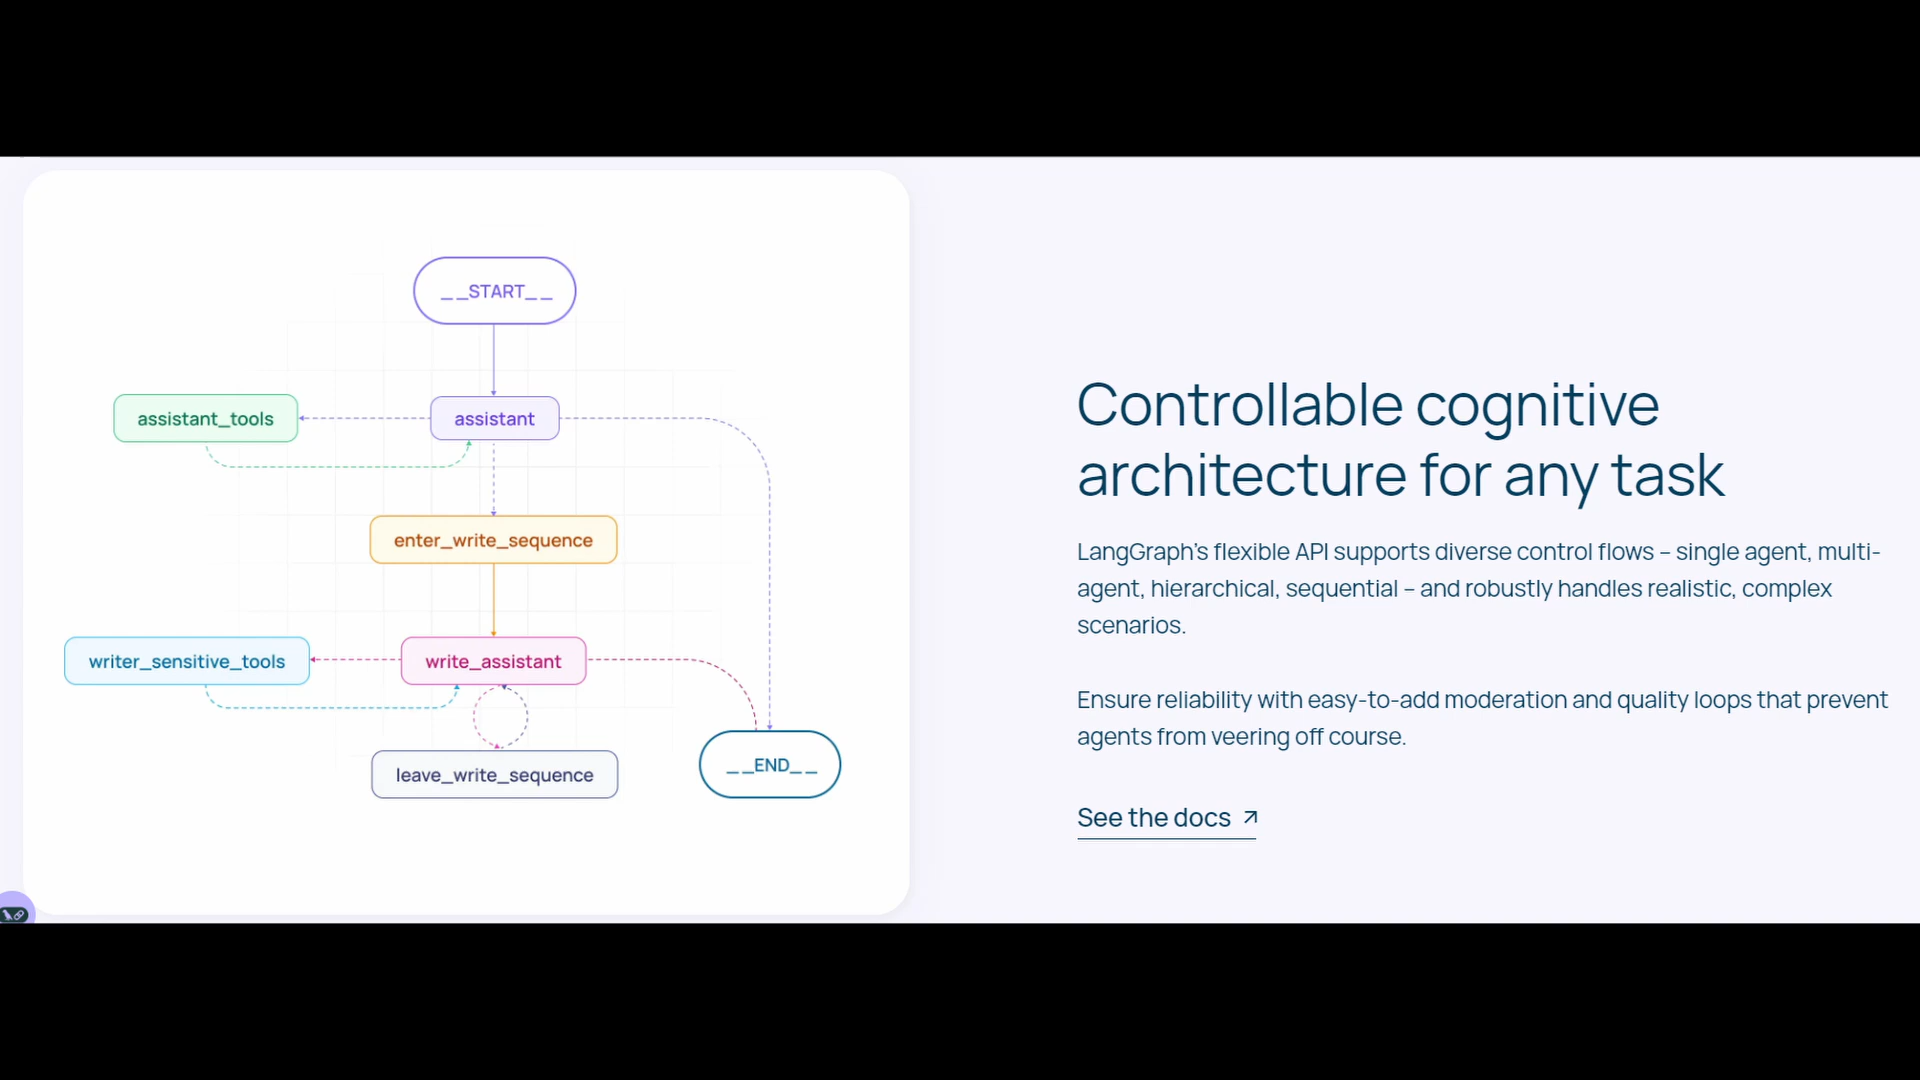 __START__
assistant_tools
assistant
enter_write_sequence
writer_sensitive_tools
write_assistant
leave_write_sequence
__END__
Controllable cognitive
architecture for any task
LangGraph’s flexible API supports diverse control flows – single agent, multi-
agent, hierarchical, sequential – and robustly handles realistic, complex
scenarios.
Ensure reliability with easy-to-add moderation and quality loops that prevent
agents from veering off course.
See the docs